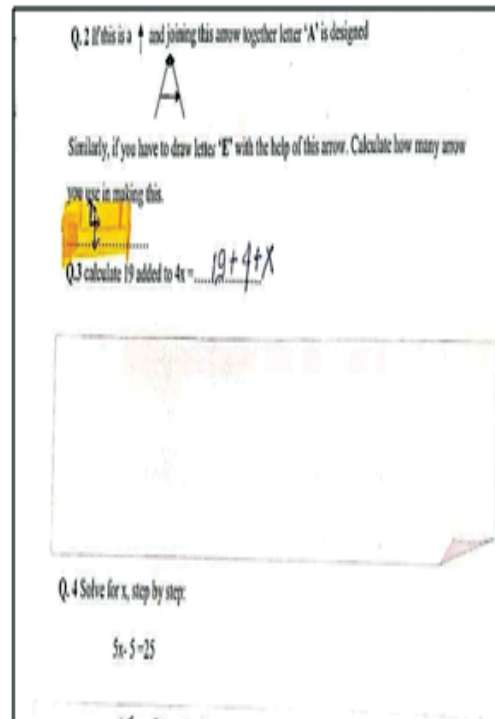 Q. 2 If this is a ↑ and joining this arrow together letter 'A' is designed
Similarly, if you have to draw letter 'E' with the help of this arrow. Calculate how many arrow
you use in making this.
....................
Q.3 calculate 19 added to 4x = ....19+4+x
Q. 4 Solve for x, step by step:
5x- 5 =25